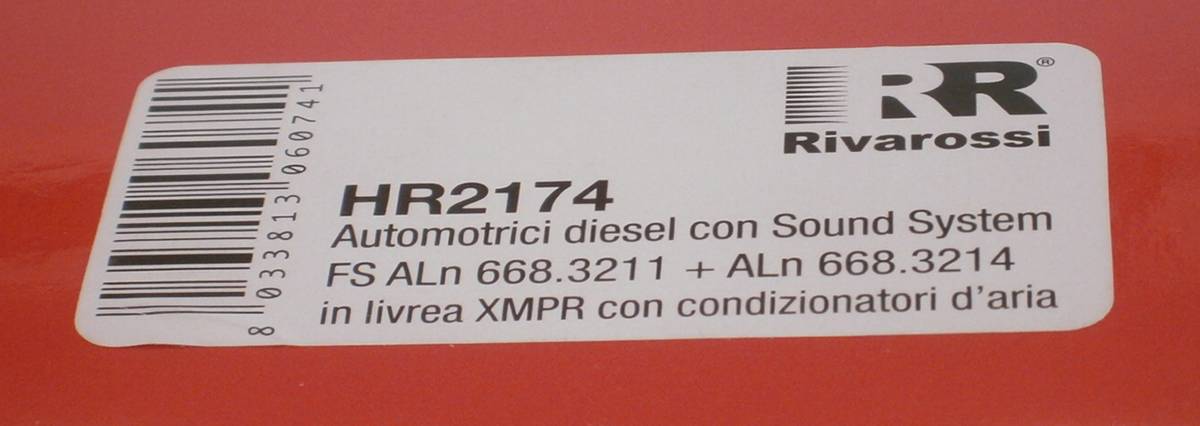 RR®
Rivarossi
HR2174
Automotrici diesel con Sound System
FS ALn 668.3211 + ALn 668.3214
in livrea XMPR con condizionatori d'aria
8 033813 060741